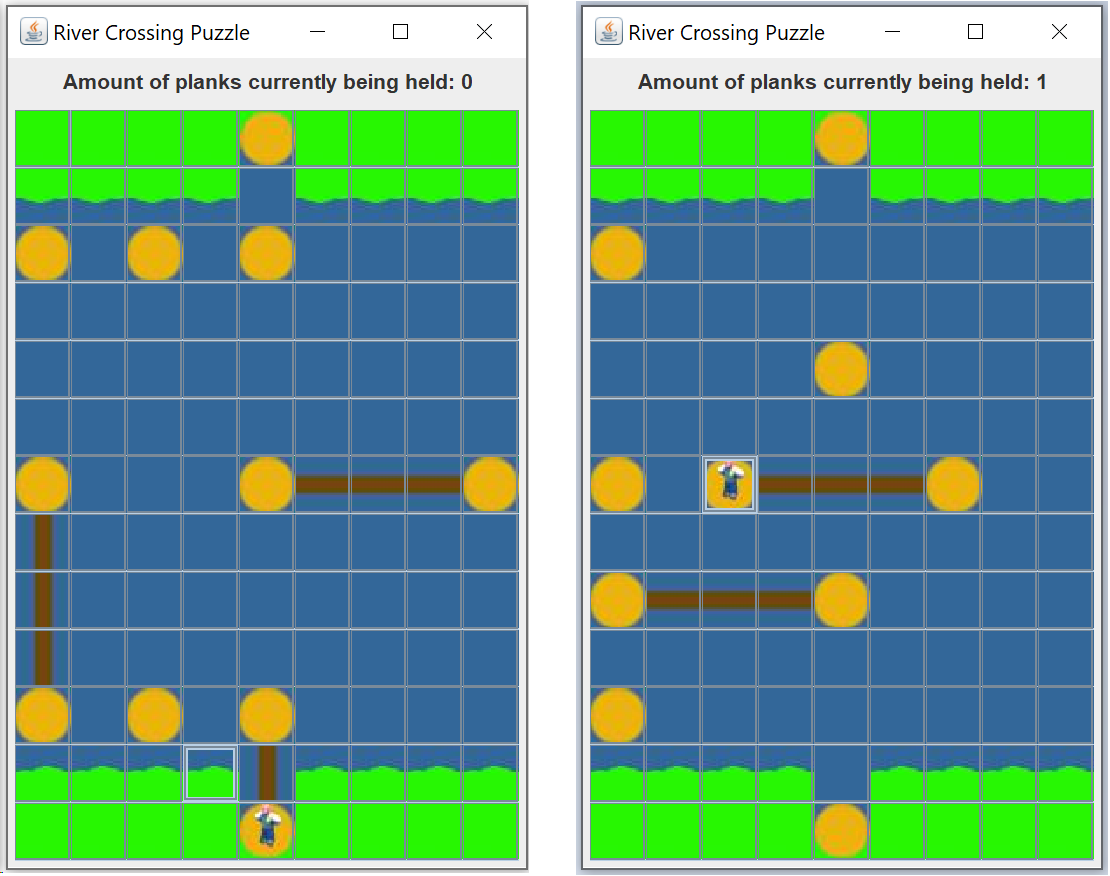 River Crossing Puzzle
Amount of planks currently being held: 0
River Crossing Puzzle
Amount of planks currently being held: 1